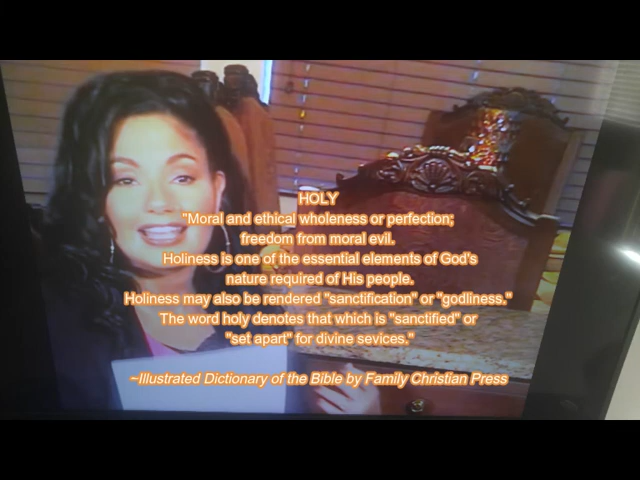 HOLY
"Moral and ethical wholeness or perfection;
freedom from moral evil.
Holiness is one of the essential elements of God's
nature required of His people.
Holiness may also be rendered "sanctification" or "godliness."
The word holy denotes that which is "sanctified" or
"set apart" for divine sevices."
~Illustrated Dictionary of the Bible by Family Christian Press